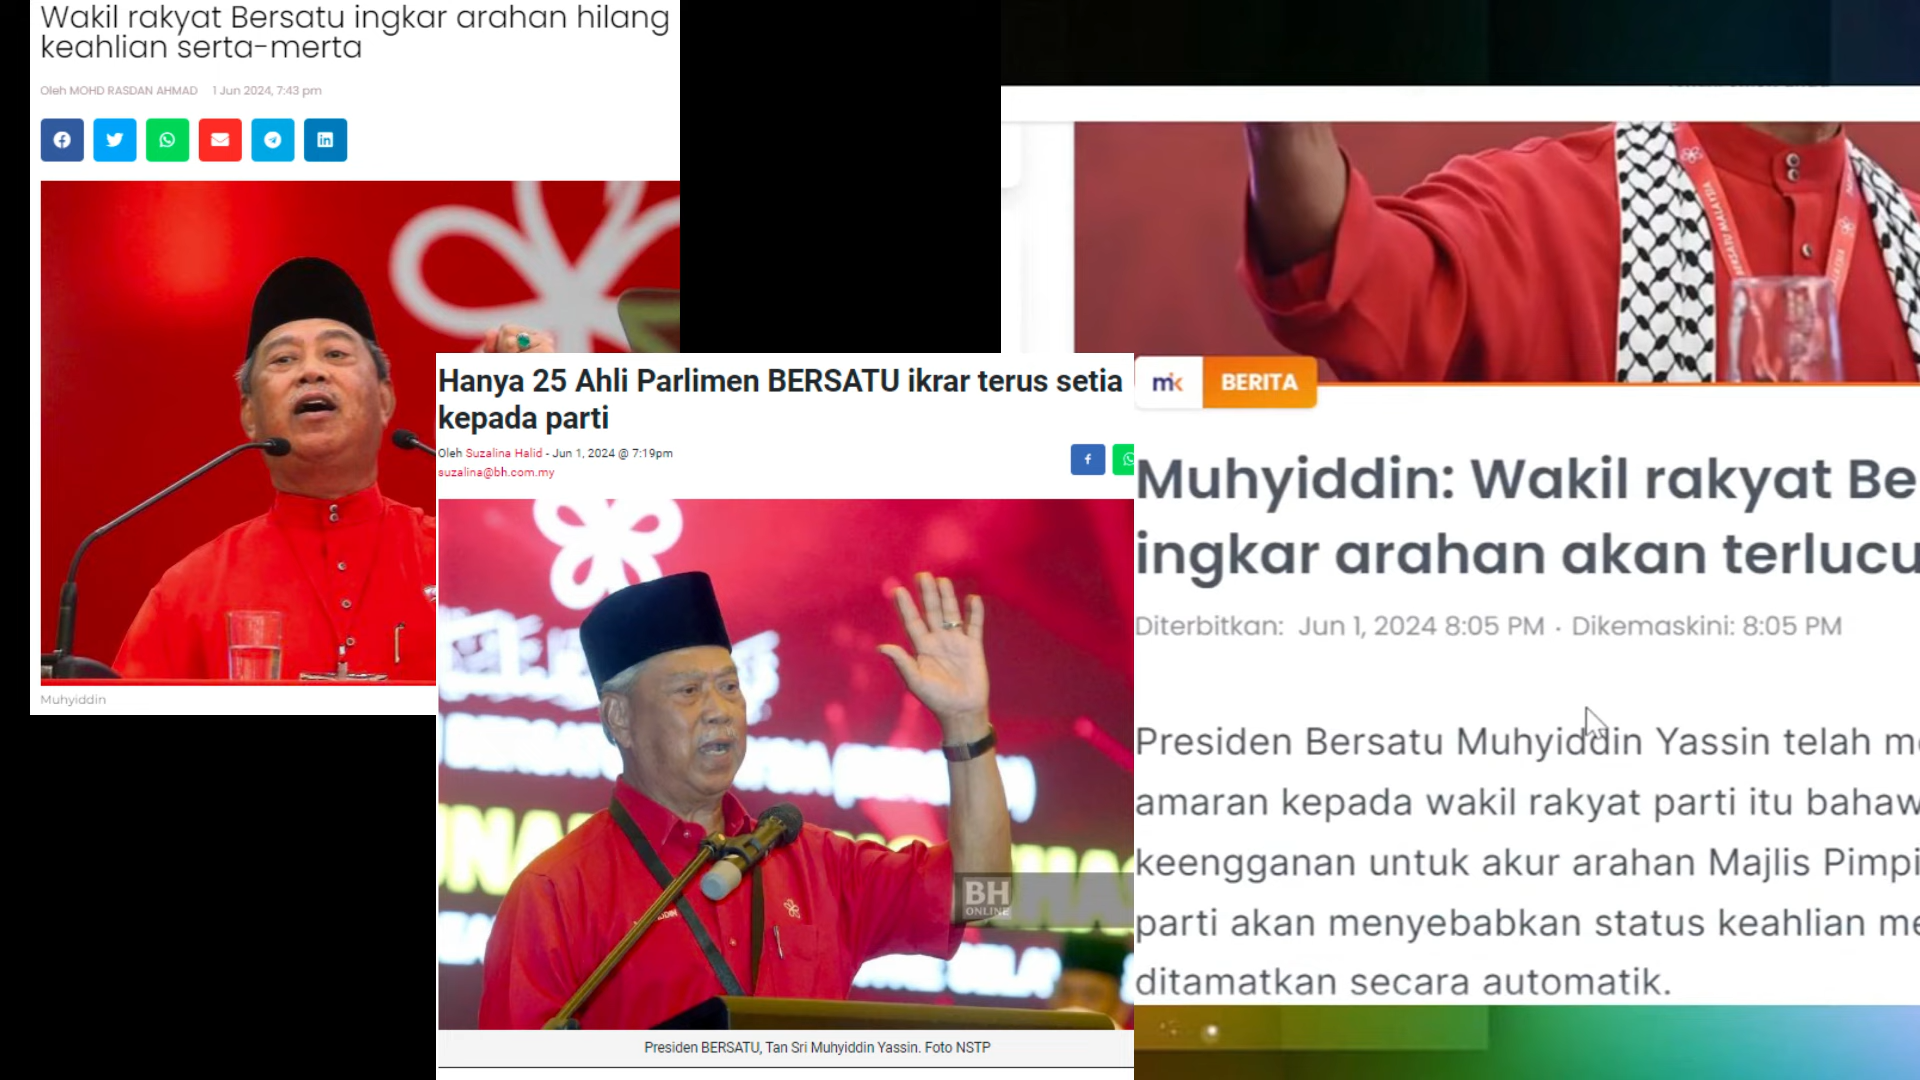 Wakil rakyat Bersatu ingkar arahan hilang
keahlian serta-merta
Oleh MOHD RASDAN AHMAD 1 Jun 2024, 7:43 pm
Muhyiddin
Hanya 25 Ahli Parlimen BERSATU ikrar terus setia
kepada parti
Oleh Suzalina Halid - Jun 1, 2024 @ 7:19pm
suzalina@bh.com.my
BH
ONLINE
Presiden BERSATU, Tan Sri Muhyiddin Yassin. Foto NSTP
BERSATU MALAYSIA
mk BERITA
Muhyiddin: Wakil rakyat Be
ingkar arahan akan terlucu
Diterbitkan: Jun 1, 2024 8:05 PM · Dikemaskini: 8:05 PM
Presiden Bersatu Muhyiddin Yassin telah m
amaran kepada wakil rakyat parti itu bahaw
keengganan untuk akur arahan Majlis Pimpi
parti akan menyebabkan status keahlian me
ditamatkan secara automatik.